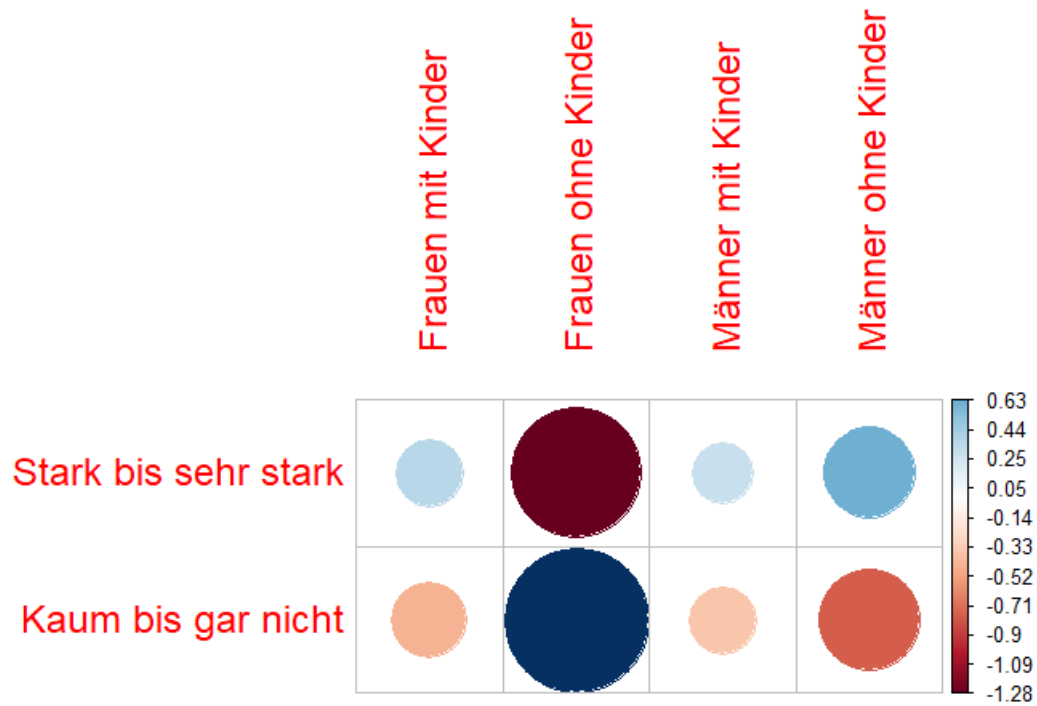 Frauen mit Kinder
Frauen ohne Kinder
Männer mit Kinder
Männer ohne Kinder
Stark bis sehr stark
Kaum bis gar nicht
0.63
0.44
0.25
0.05
-0.14
-0.33
-0.52
-0.71
-0.9
-1.09
-1.28